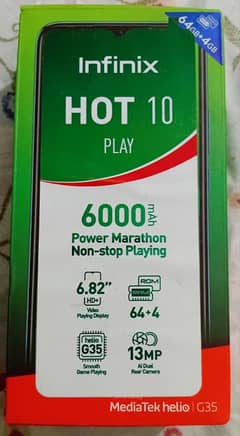 64GB+4GB
Infinix
HOT 10
PLAY
6000mAh
Power Marathon
Non-stop Playing
6.82"
HD+
Video
Playing Display
ROM
64+4
helio
G35
Smooth
Game Playing
13MP
AI Dual
Rear Camera
MediaTek helio | G35